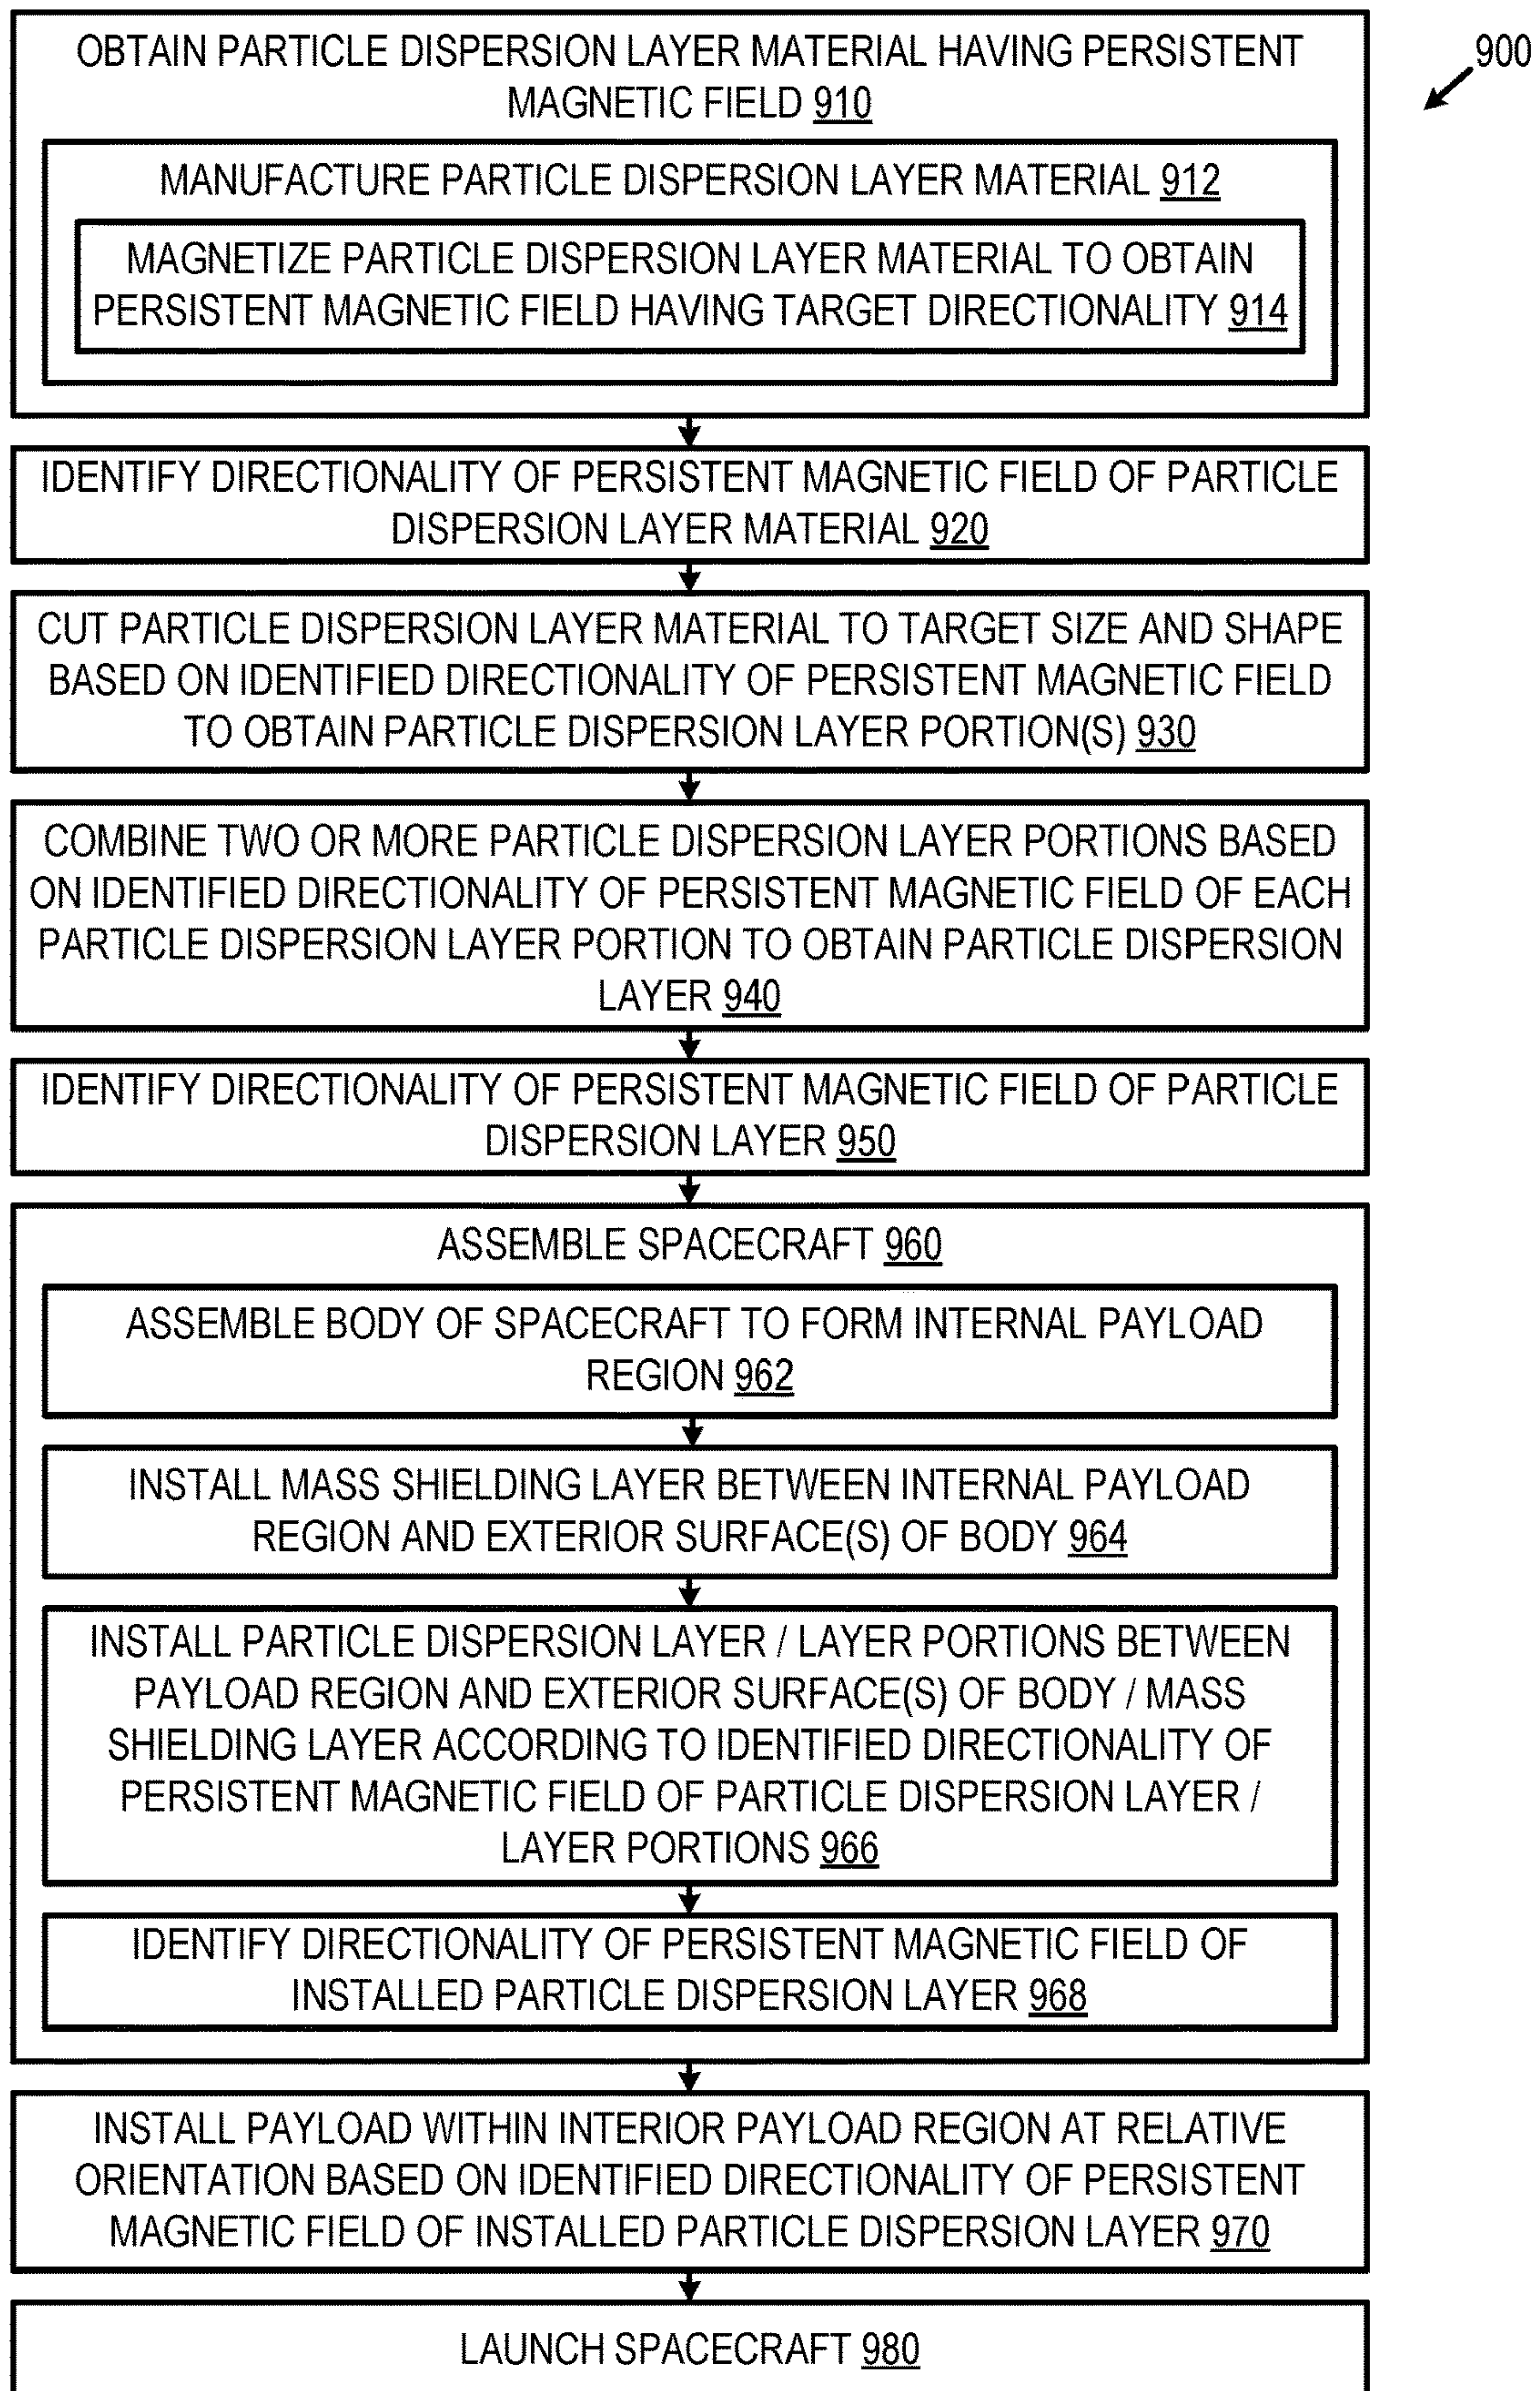 OBTAIN PARTICLE DISPERSION LAYER MATERIAL HAVING PERSISTENT
MAGNETIC FIELD 910
900
MANUFACTURE PARTICLE DISPERSION LAYER MATERIAL 912
MAGNETIZE PARTICLE DISPERSION LAYER MATERIAL TO OBTAIN
PERSISTENT MAGNETIC FIELD HAVING TARGET DIRECTIONALITY 914
IDENTIFY DIRECTIONALITY OF PERSISTENT MAGNETIC FIELD OF PARTICLE
DISPERSION LAYER MATERIAL 920
CUT PARTICLE DISPERSION LAYER MATERIAL TO TARGET SIZE AND SHAPE
BASED ON IDENTIFIED DIRECTIONALITY OF PERSISTENT MAGNETIC FIELD
TO OBTAIN PARTICLE DISPERSION LAYER PORTION(S) 930
COMBINE TWO OR MORE PARTICLE DISPERSION LAYER PORTIONS BASED
ON IDENTIFIED DIRECTIONALITY OF PERSISTENT MAGNETIC FIELD OF EACH
PARTICLE DISPERSION LAYER PORTION TO OBTAIN PARTICLE DISPERSION
LAYER 940
IDENTIFY DIRECTIONALITY OF PERSISTENT MAGNETIC FIELD OF PARTICLE
DISPERSION LAYER 950
ASSEMBLE SPACECRAFT 960
ASSEMBLE BODY OF SPACECRAFT TO FORM INTERNAL PAYLOAD
REGION 962
INSTALL MASS SHIELDING LAYER BETWEEN INTERNAL PAYLOAD
REGION AND EXTERIOR SURFACE(S) OF BODY 964
INSTALL PARTICLE DISPERSION LAYER / LAYER PORTIONS BETWEEN
PAYLOAD REGION AND EXTERIOR SURFACE(S) OF BODY / MASS
SHIELDING LAYER ACCORDING TO IDENTIFIED DIRECTIONALITY OF
PERSISTENT MAGNETIC FIELD OF PARTICLE DISPERSION LAYER /
LAYER PORTIONS 966
IDENTIFY DIRECTIONALITY OF PERSISTENT MAGNETIC FIELD OF
INSTALLED PARTICLE DISPERSION LAYER 968
INSTALL PAYLOAD WITHIN INTERIOR PAYLOAD REGION AT RELATIVE
ORIENTATION BASED ON IDENTIFIED DIRECTIONALITY OF PERSISTENT
MAGNETIC FIELD OF INSTALLED PARTICLE DISPERSION LAYER 970
LAUNCH SPACECRAFT 980